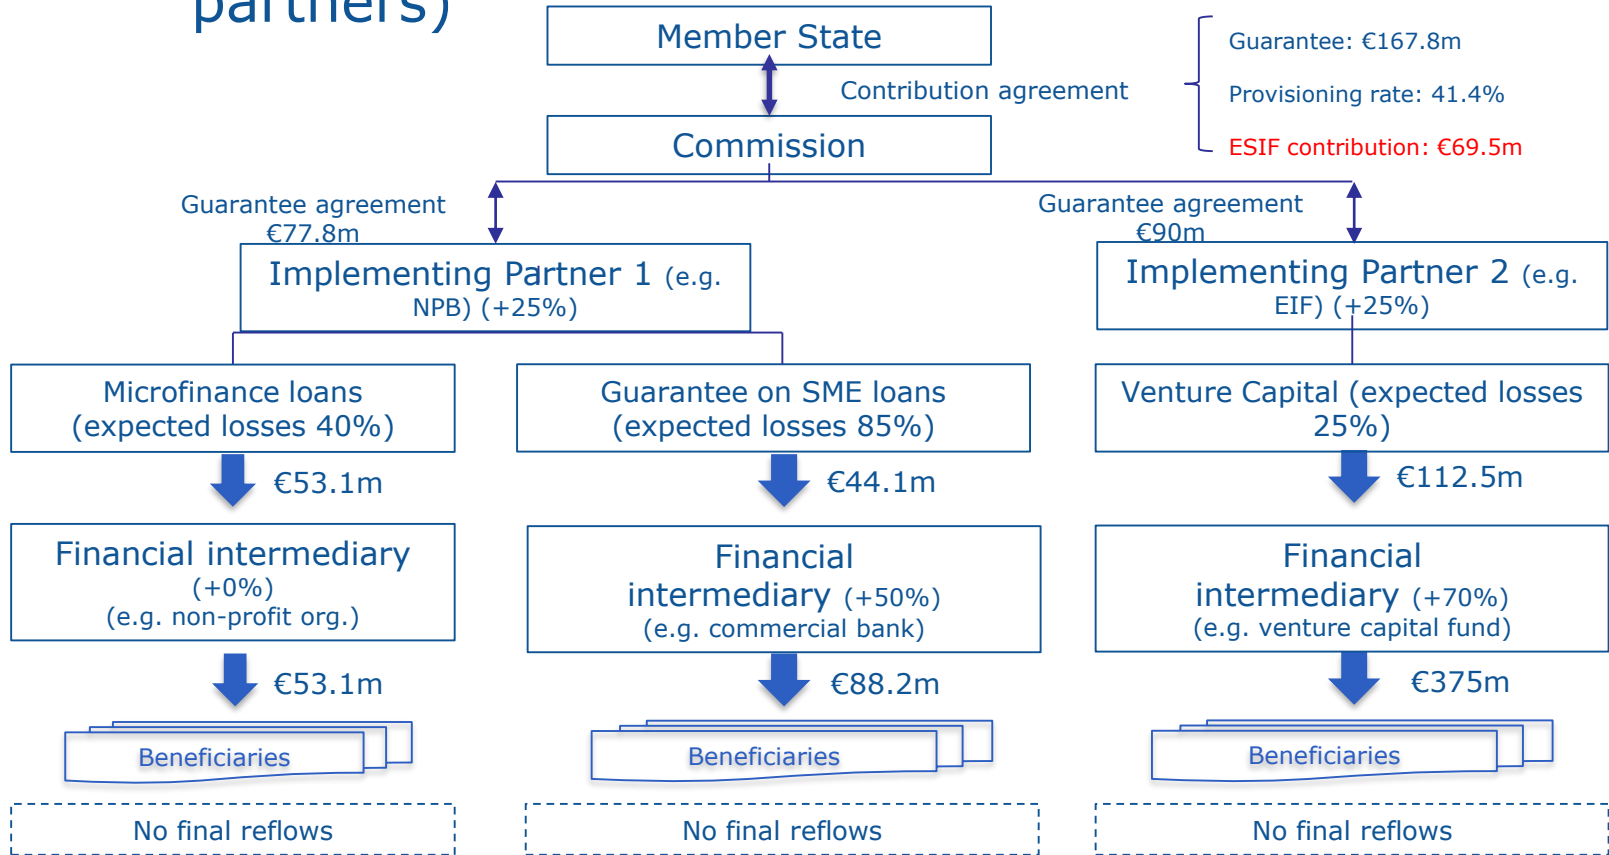 partners)
Member State
Guarantee: €167.8m
Contribution agreement
Provisioning rate: 41.4%
Commission
ESIF contribution: €69.5m
Guarantee agreement
€77.8m
Guarantee agreement
€90m
Implementing Partner 1 (e.g.
NPB) (+25%)
Implementing Partner 2 (e.g.
EIF) (+25%)
Microfinance loans
(expected losses 40%)
Guarantee on SME loans
(expected losses 85%)
Venture Capital (expected losses
25%)
€53.1m
€44.1m
€112.5m
Financial intermediary
(+0%)
(e.g. non-profit org.)
Financial
intermediary (+50%)
(e.g. commercial bank)
Financial
intermediary (+70%)
(e.g. venture capital fund)
€53.1m
€88.2m
€375m
Beneficiaries
Beneficiaries
Beneficiaries
No final reflows
No final reflows
No final reflows